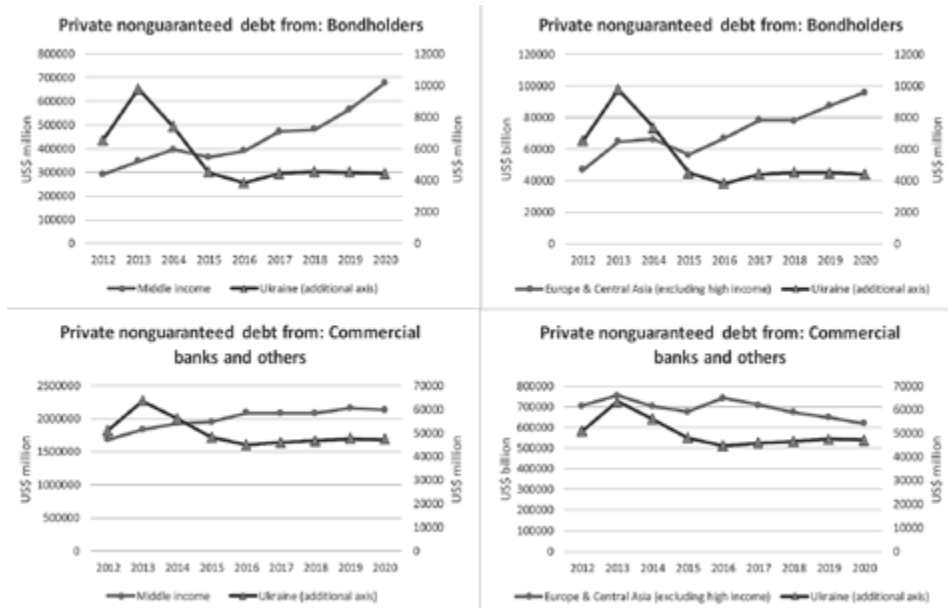 Private nonguaranteed debt from: Bondholders
800000
700000
600000
500000
400000
300000
200000
100000
0
US$ million
12000
10000
8000
6000
4000
2000
0
US$ million
2012 2013 2014 2015 2016 2017 2018 2019 2020
Middle income Ukraine (additional axis)
Private nonguaranteed debt from: Bondholders
120000
100000
80000
60000
40000
20000
0
US$ billion
12000
10000
8000
6000
4000
2000
0
US$ million
2012 2013 2014 2015 2016 2017 2018 2019 2020
Europe & Central Asia (excluding high income) Ukraine (additional axis)
Private nonguaranteed debt from: Commercial
banks and others
2500000
2000000
1500000
1000000
500000
0
US$ million
70000
60000
50000
40000
30000
20000
10000
0
US$ million
2012 2013 2014 2015 2016 2017 2018 2019 2020
Middle income Ukraine (additional axis)
Private nonguaranteed debt from: Commercial
banks and others
800000
700000
600000
500000
400000
300000
200000
100000
0
US$ billion
70000
60000
50000
40000
30000
20000
10000
0
US$ million
2012 2013 2014 2015 2016 2017 2018 2019 2020
Europe & Central Asia (excluding high income) Ukraine (additional axis)